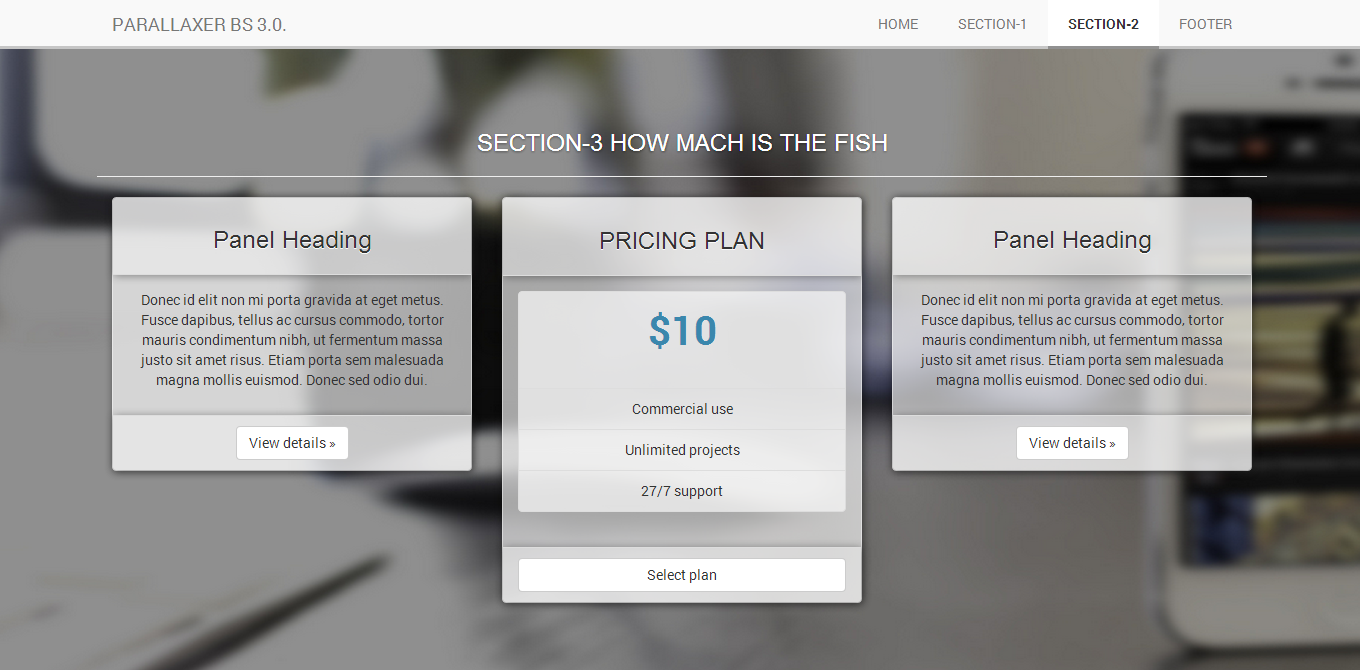 PARALLAXER BS 3.0.
HOME SECTION-1 SECTION-2 FOOTER
SECTION-3 HOW MACH IS THE FISH
Panel Heading
Donec id elit non mi porta gravida at eget metus.
Fusce dapibus, tellus ac cursus commodo, tortor
mauris condimentum nibh, ut fermentum massa
justo sit amet risus. Etiam porta sem malesuada
magna mollis euismod. Donec sed odio dui.
View details »
PRICING PLAN
$10
Commercial use
Unlimited projects
27/7 support
Select plan
Panel Heading
Donec id elit non mi porta gravida at eget metus.
Fusce dapibus, tellus ac cursus commodo, tortor
mauris condimentum nibh, ut fermentum massa
justo sit amet risus. Etiam porta sem malesuada
magna mollis euismod. Donec sed odio dui.
View details »